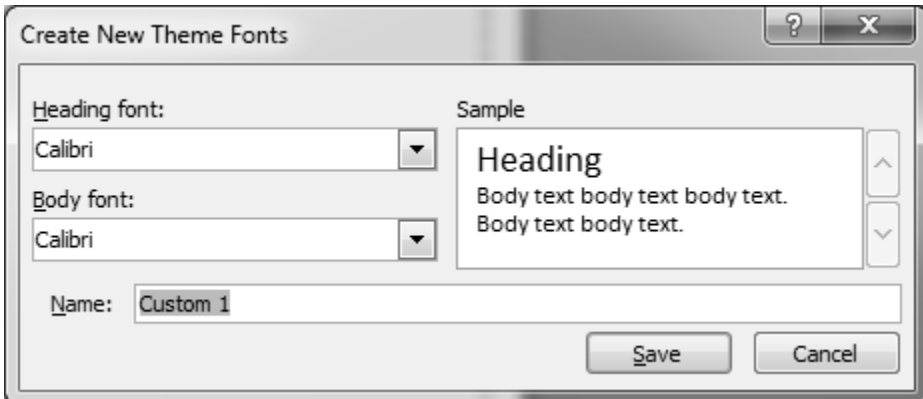 Create New Theme Fonts
?
Heading font:
Calibri
Body font:
Calibri
Sample
Heading
Body text body text body text.
Body text body text.
Name: Custom 1
Save Cancel